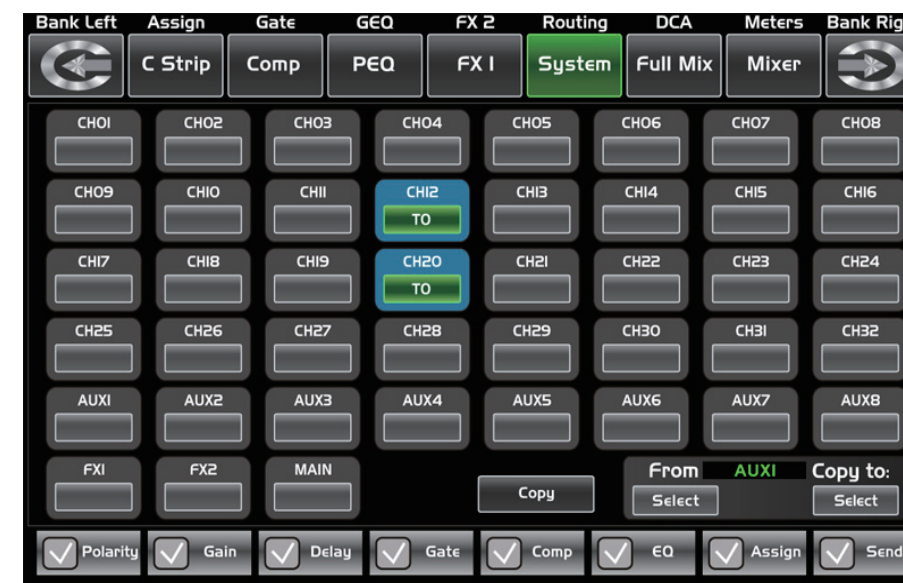 Bank Left Assign Gate GEQ FX 2 Routing DCA Meters Bank Rig
C Strip Comp PEQ FX 1 System Full Mix Mixer
CH01 CH02 CH03 CH04 CH05 CH06 CH07 CH08
CH09 CH10 CH11 CH12 CH13 CH14 CH15 CH16
TO
CH17 CH18 CH19 CH20 CH21 CH22 CH23 CH24
TO
CH25 CH26 CH27 CH28 CH29 CH30 CH31 CH32
AUX1 AUX2 AUX3 AUX4 AUX5 AUX6 AUX7 AUX8
FX1 FX2 MAIN From AUX1 Copy to:
Copy Select Select
Polarity Gain Delay Gate Comp EQ Assign Send